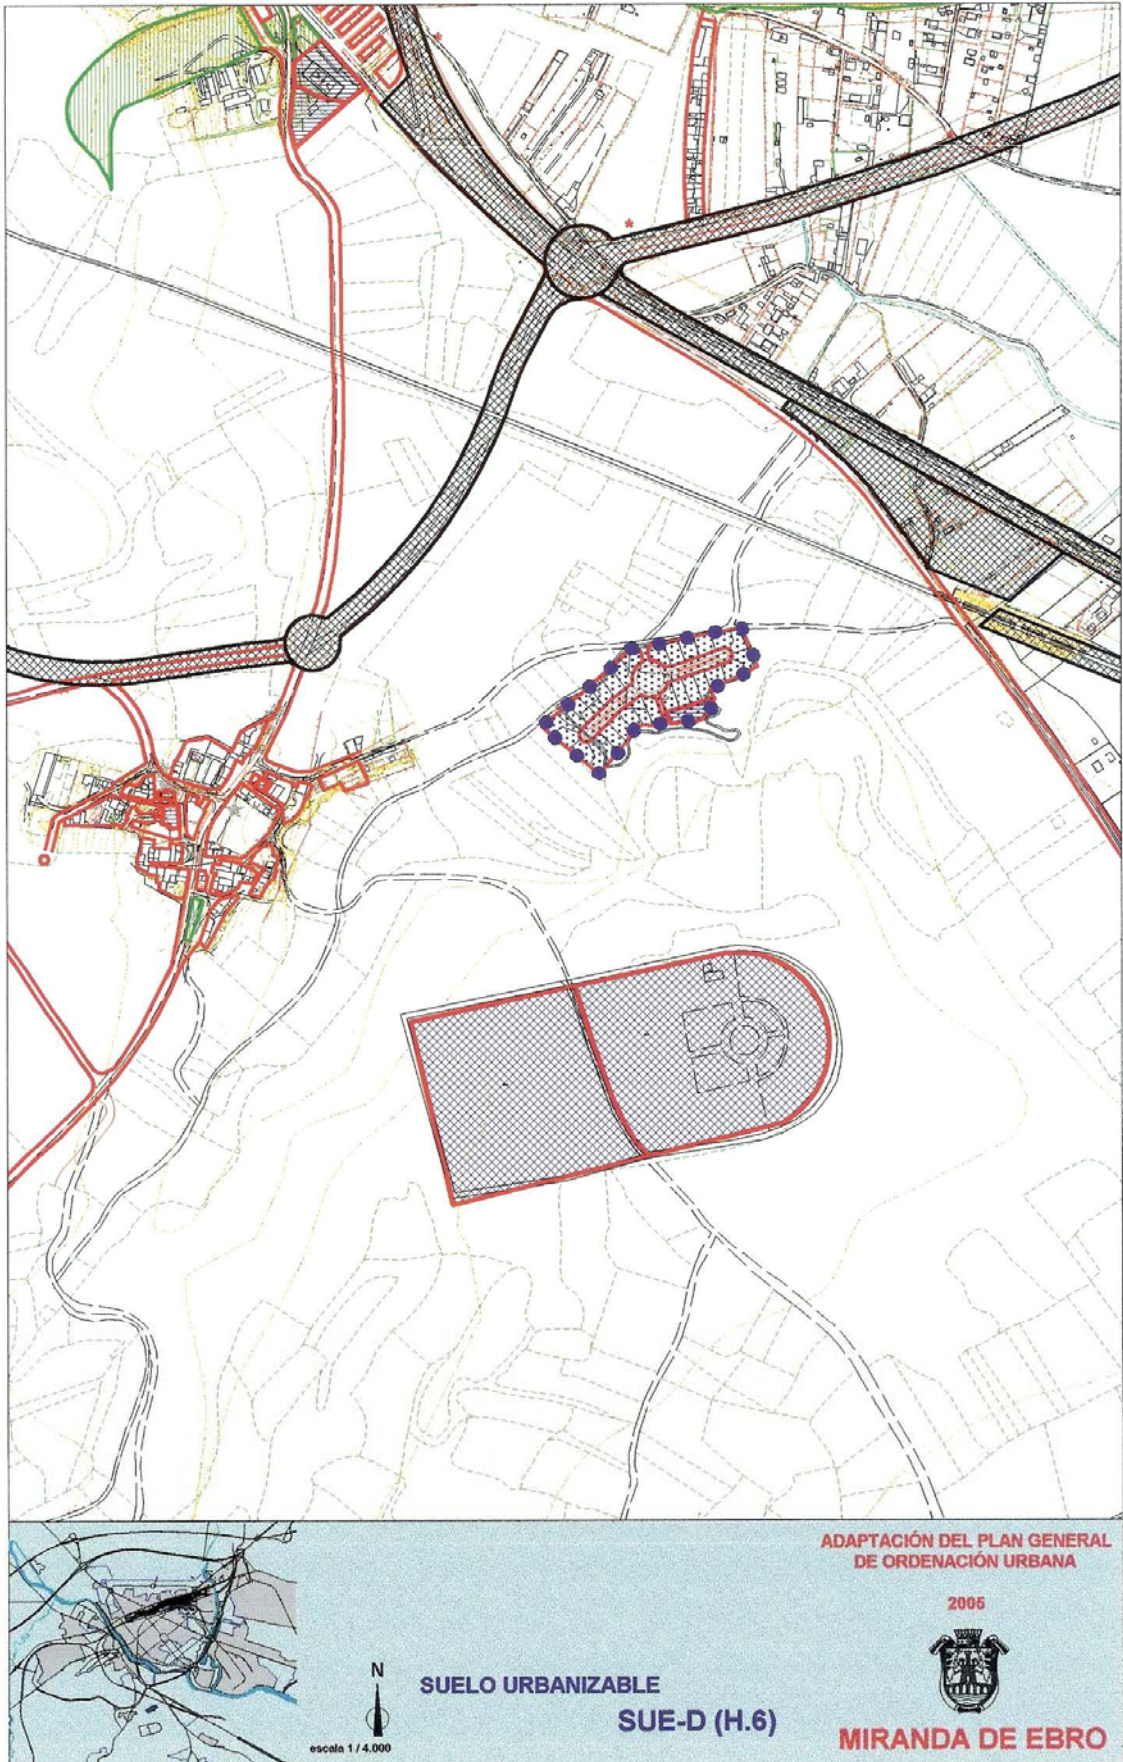 ADAPTACIÓN DEL PLAN GENERAL
DE ORDENACIÓN URBANA
2005
N
escala 1 / 4.000
SUELO URBANIZABLE
SUE-D (H.6)
MIRANDA DE EBRO